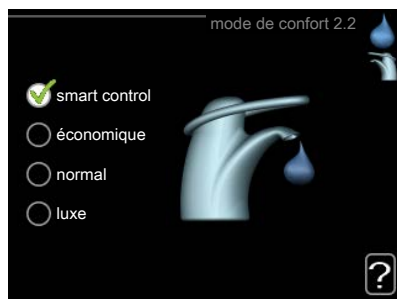 mode de confort 2.2
smart control
économique
normal
luxe
?